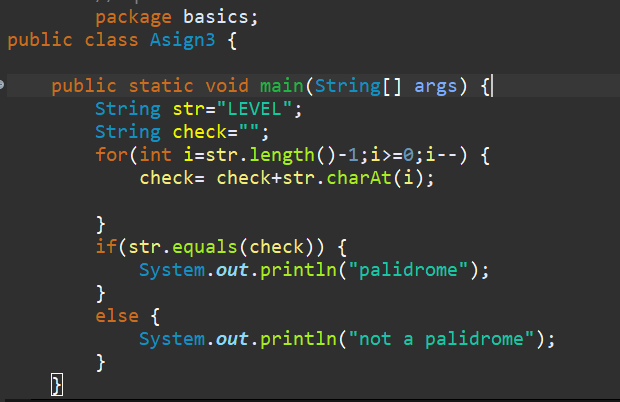 package basics;
public class Asign3 {
public static void main(String[] args) {
String str="LEVEL";
String check="";
for(int i=str.length()-1;i>=0;i--) {
check= check+str.charAt(i);
}
if(str.equals(check)) {
System.out.println("palidrome");
}
else {
System.out.println("not a palidrome");
}
}